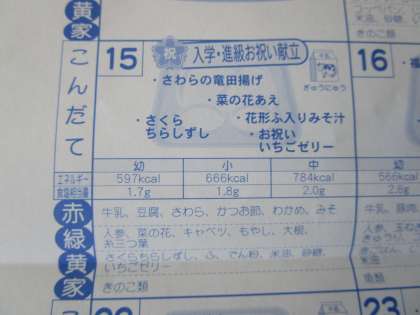 黄
家
こんだて
15
祝
入学・進級お祝い献立
ぎゅうにゅう
16
・さわらの竜田揚げ
・菜の花あえ
・さくら
ちらしずし
・花形ふ入りみそ汁
・お祝い
いちごゼリー
幼 小 中 幼
エネルギー 597kcal 666kcal 784kcal 566k
食塩相当量 1.7g 1.8g 2.0g 2.
赤 牛乳、豆腐、さわら、かつお節、わかめ、みそ
緑 人参、菜の花、キャベツ、もやし、大根、
糸三つ葉
黄 さくらちらしずし、ふ、でん粉、米油、砂糖、
いちごゼリー
家 きのこ類
魚類
22
23